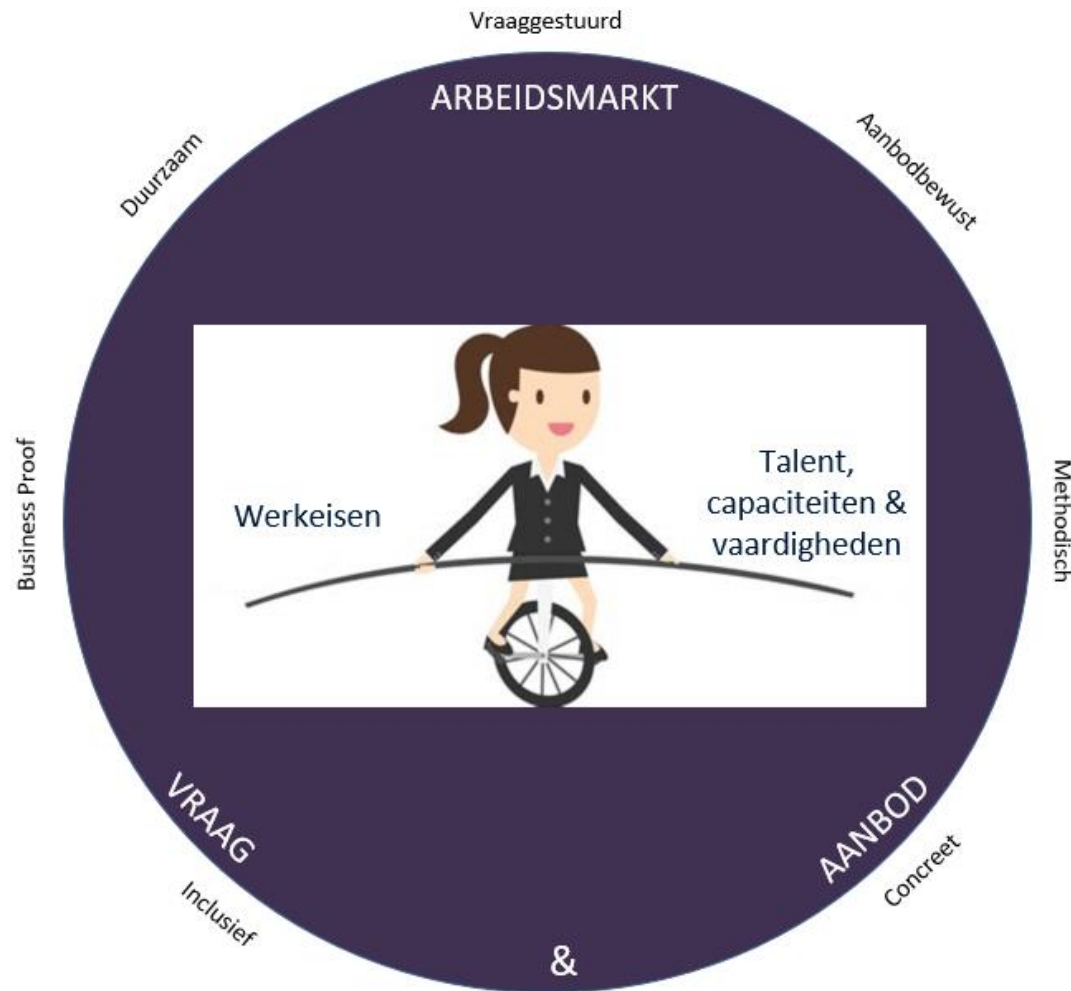 Vraaggestuurd
ARBEIDSMARKT
Duurzaam
Aanbodbewust
Business Proof
Methodisch
Werkeisen
Talent,
capaciteiten &
vaardigheden
VRAAG
&
AANBOD
Inclusief
Concreet